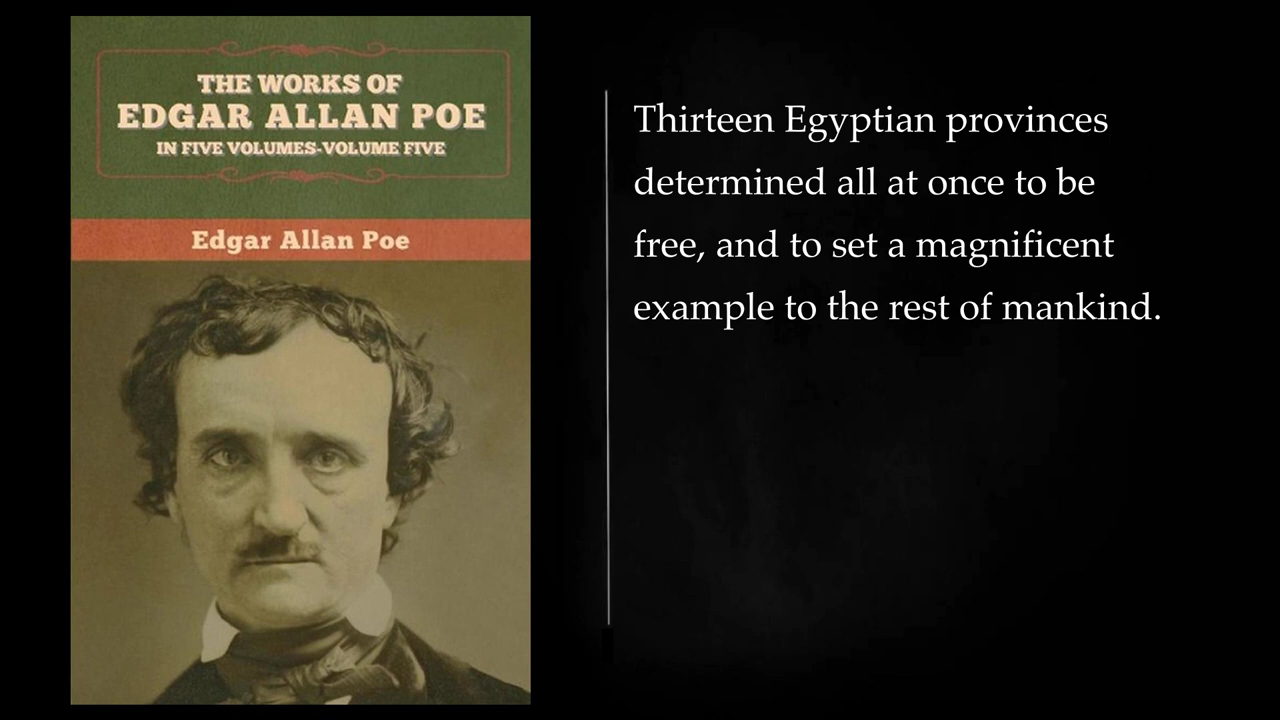 THE WORKS OF
EDGAR ALLAN POE
IN FIVE VOLUMES-VOLUME FIVE
Edgar Allan Poe
Thirteen Egyptian provinces
determined all at once to be
free, and to set a magnificent
example to the rest of mankind.